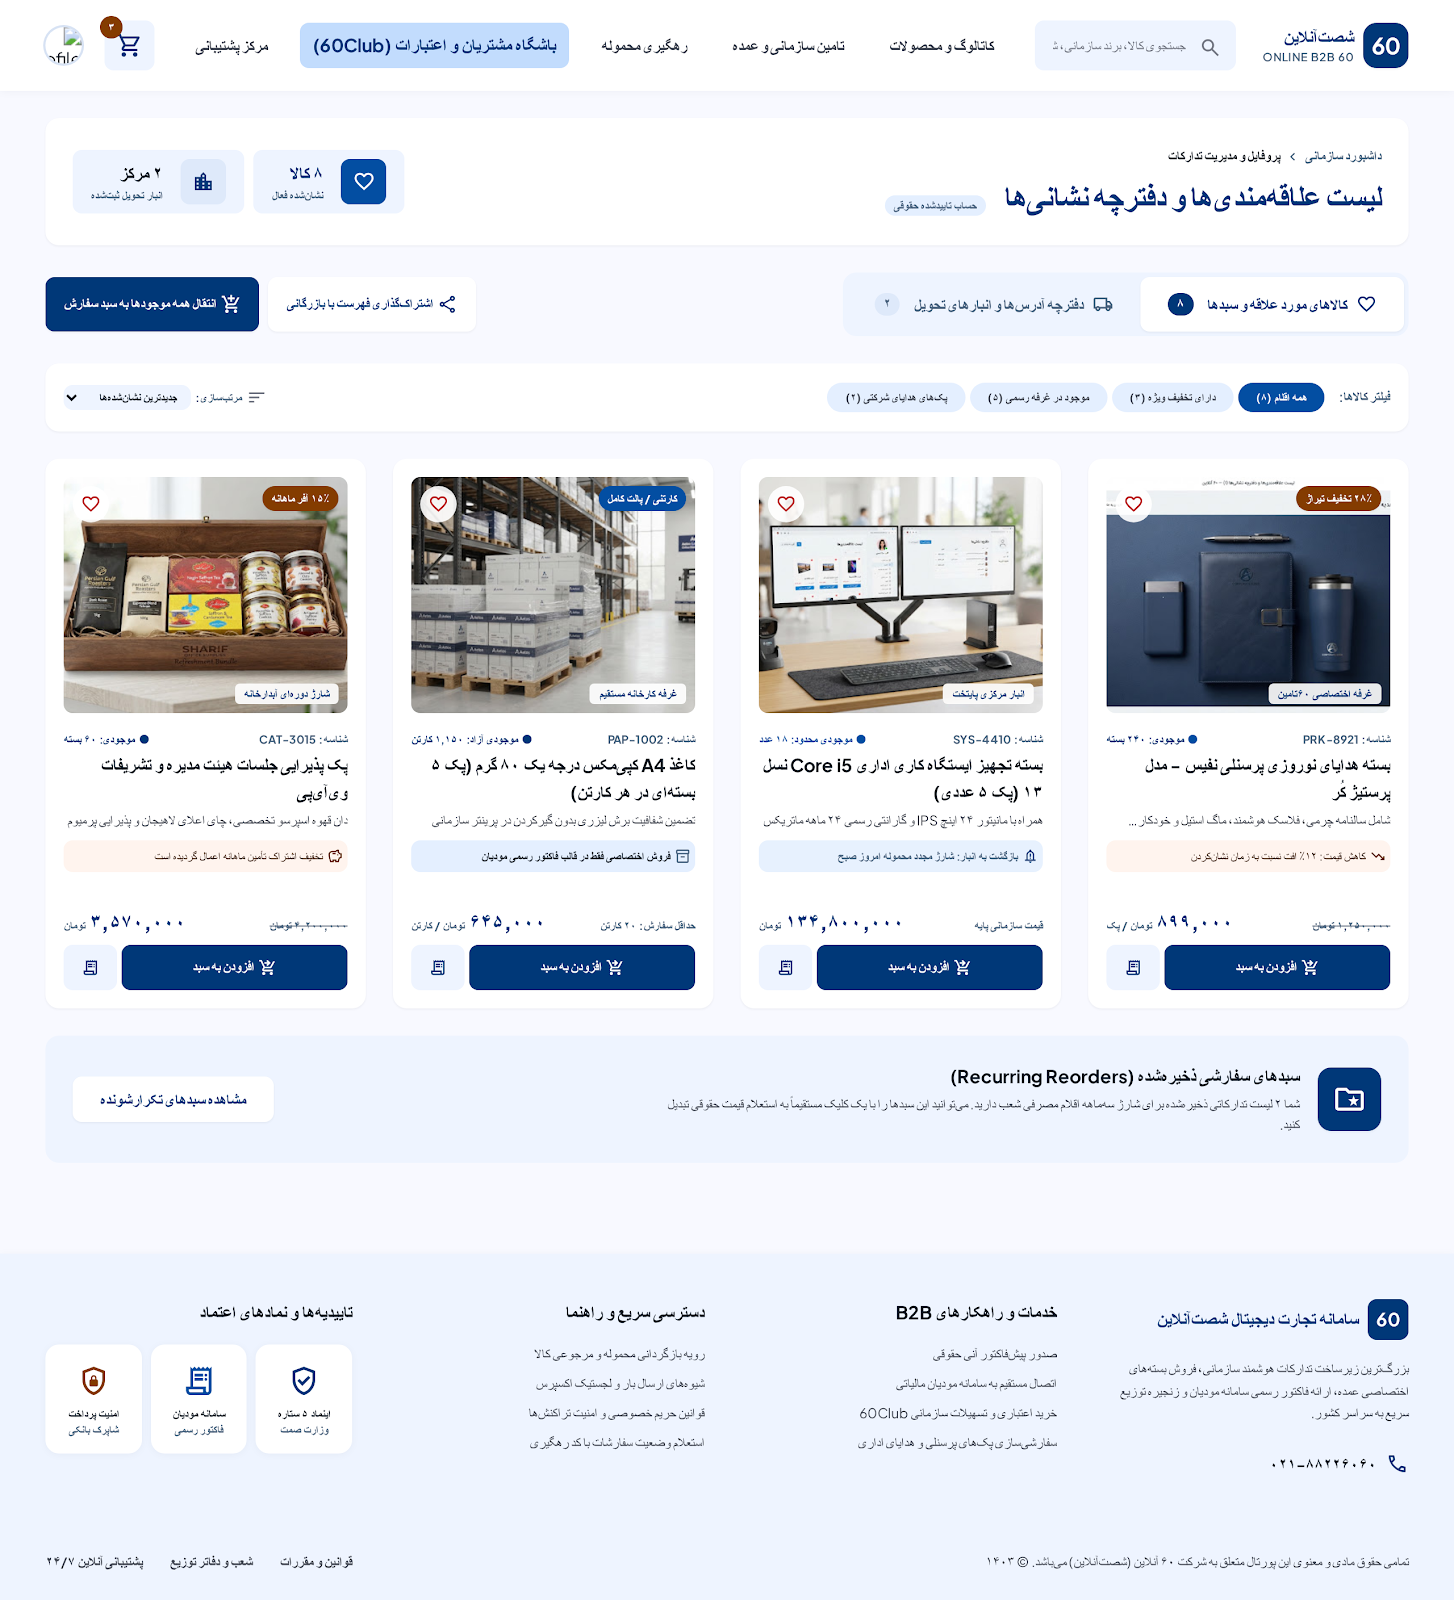 60
شصت‌آنلاین
ONLINE B2B 60
جستجوی کالا، برند سازمانی، ش
کاتالوگ و محصولات
تامین سازمانی و عمده
رهگیری محموله
باشگاه مشتریان و اعتبارات (60Club)
مرکز پشتیبانی
۳
داشبورد سازمانی
پروفایل و مدیریت تدارکات
لیست علاقه‌مندی‌ها و دفترچه نشانی‌ها
حساب تاییدشده حقوقی
۸ کالا
نشان‌شده فعال
۲ مرکز
انبار تحویل ثبت‌شده
کالاهای مورد علاقه و سبدها ۸
دفترچه آدرس‌ها و انبارهای تحویل ۲
اشتراک‌گذاری فهرست با بازرگانی
انتقال همه موجودها به سبد سفارش
فیلتر کالاها:
همه اقلام (۸)
دارای تخفیف ویژه (۳)
موجود در غرفه رسمی (۵)
پک‌های هدایای شرکتی (۲)
مرتب‌سازی:
جدیدترین نشان‌شده‌ها
۲۸٪ تخفیف تیراژ
غرفه اختصاصی ۶۰تامین
شناسه: PRK-8921
موجودی: ۲۴۰ بسته
بسته هدایای نوروزی پرسنلی نفیس – مدل
پرستیژ کُر
شامل سالنامه چرمی، فلاسک هوشمند، ماگ استیل و خودکار...
کاهش قیمت: ۱۲٪ افت نسبت به زمان نشان‌کردن
۱,۲۵۰,۰۰۰ تومان
۸۹۹,۰۰۰ تومان / پک
افزودن به سبد
انبار مرکزی پایتخت
شناسه: SYS-4410
موجودی محدود: ۱۸ عدد
بسته تجهیز ایستگاه کاری اداری Core i5 نسل
۱۳ (پک ۵ عددی)
همراه با مانیتور ۲۴ اینچ IPS و گارانتی رسمی ۲۴ ماهه ماتریکس
بازگشت به انبار: شارژ مجدد محموله امروز صبح
قیمت سازمانی پایه
۱۳۴,۸۰۰,۰۰۰ تومان
افزودن به سبد
کارتنی / پالت کامل
غرفه کارخانه مستقیم
شناسه: PAP-1002
موجودی آزاد: ۱,۱۵۰ کارتن
کاغذ A4 کپی‌مکس درجه یک ۸۰ گرم (پک ۵
بسته‌ای در هر کارتن)
تضمین شفافیت برش لیزری بدون گیرکردن در پرینتر سازمانی
فروش اختصاصی فقط در قالب فاکتور رسمی مودیان
حداقل سفارش: ۲۰ کارتن
۶۴۵,۰۰۰ تومان / کارتن
افزودن به سبد
۱۵٪ آفر ماهانه
Persian Gulf
Roasters
Persian Gulf
Roasters
SHARIF
Refreshment Bundle
شارژ دوره‌ای آبدارخانه
شناسه: CAT-3015
موجودی: ۶۰ بسته
پک پذیرایی جلسات هیئت مدیره و تشریفات
وی‌آی‌پی
دان قهوه اسپرسو تخصصی، چای اعلای لاهیجان و پذیرایی پرمیوم
تخفیف اشتراک تأمین ماهانه اعمال گردیده است
۴,۲۰۰,۰۰۰ تومان
۳,۵۷۰,۰۰۰ تومان
افزودن به سبد
سبدهای سفارشی ذخیره‌شده (Recurring Reorders)
شما ۲ لیست تدارکاتی ذخیره‌شده برای شارژ سه‌ماهه اقلام مصرفی شعب دارید. می‌توانید این سبدها را با یک کلیک مستقیماً به استعلام قیمت حقوقی تبدیل
کنید.
مشاهده سبدهای تکرارشونده
60
سامانه تجارت دیجیتال شصت‌آنلاین
بزرگ‌ترین زیرساخت تدارکات هوشمند سازمانی، فروش بسته‌های
اختصاصی عمده، ارائه فاکتور رسمی سامانه مودیان و زنجیره توزیع
سریع به سراسر کشور.
۰۲۱-۸۸۲۲۶۰۶۰
خدمات و راهکارهای B2B
صدور پیش‌فاکتور آنی حقوقی
اتصال مستقیم به سامانه مودیان مالیاتی
خرید اعتباری و تسهیلات سازمانی 60Club
سفارشی‌سازی پک‌های پرسنلی و هدایای اداری
دسترسی سریع و راهنما
رویه بازگردانی محموله و مرجوعی کالا
شیوه‌های ارسال بار و لجستیک اکسپرس
قوانین حریم خصوصی و امنیت تراکنش‌ها
استعلام وضعیت سفارشات با کد رهگیری
تاییدیه‌ها و نمادهای اعتماد
اینماد ۵ ستاره
وزارت صمت
سامانه مودیان
فاکتور رسمی
امنیت پرداخت
شاپرک بانکی
تمامی حقوق مادی و معنوی این پورتال متعلق به شرکت ۶۰ آنلاین (شصت‌آنلاین) می‌باشد. © ۱۴۰۳
قوانین و مقررات
شعب و دفاتر توزیع
پشتیبانی آنلاین ۲۴/۷